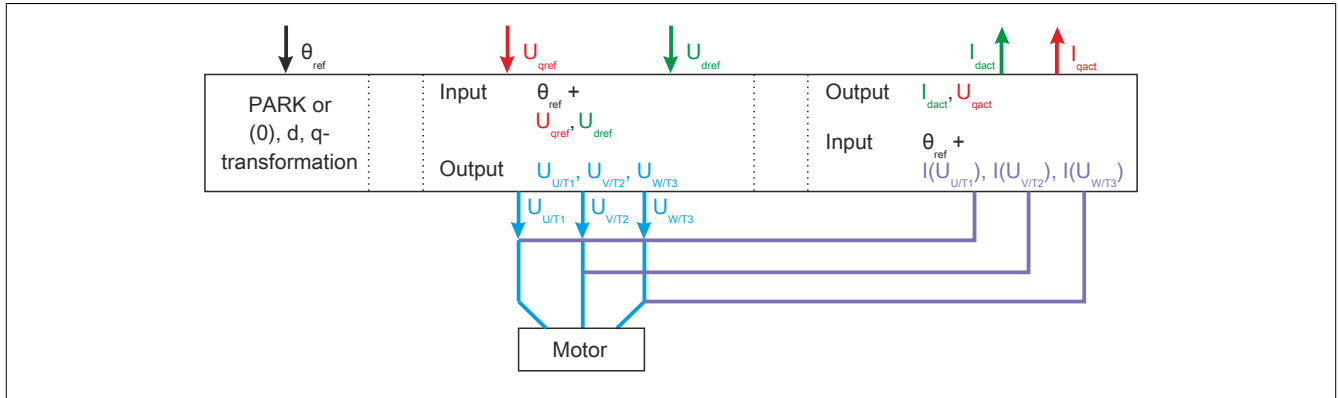 θref
Uqref
Udref
Idact
Iqact
PARK or
(0), d, q-
transformation
Input θref +
Uqref, Udref
Output UU/T1, UV/T2, UW/T3
Output Idact, Uqact
Input θref +
I(UU/T1), I(UV/T2), I(UW/T3)
UU/T1
UV/T2
UW/T3
Motor